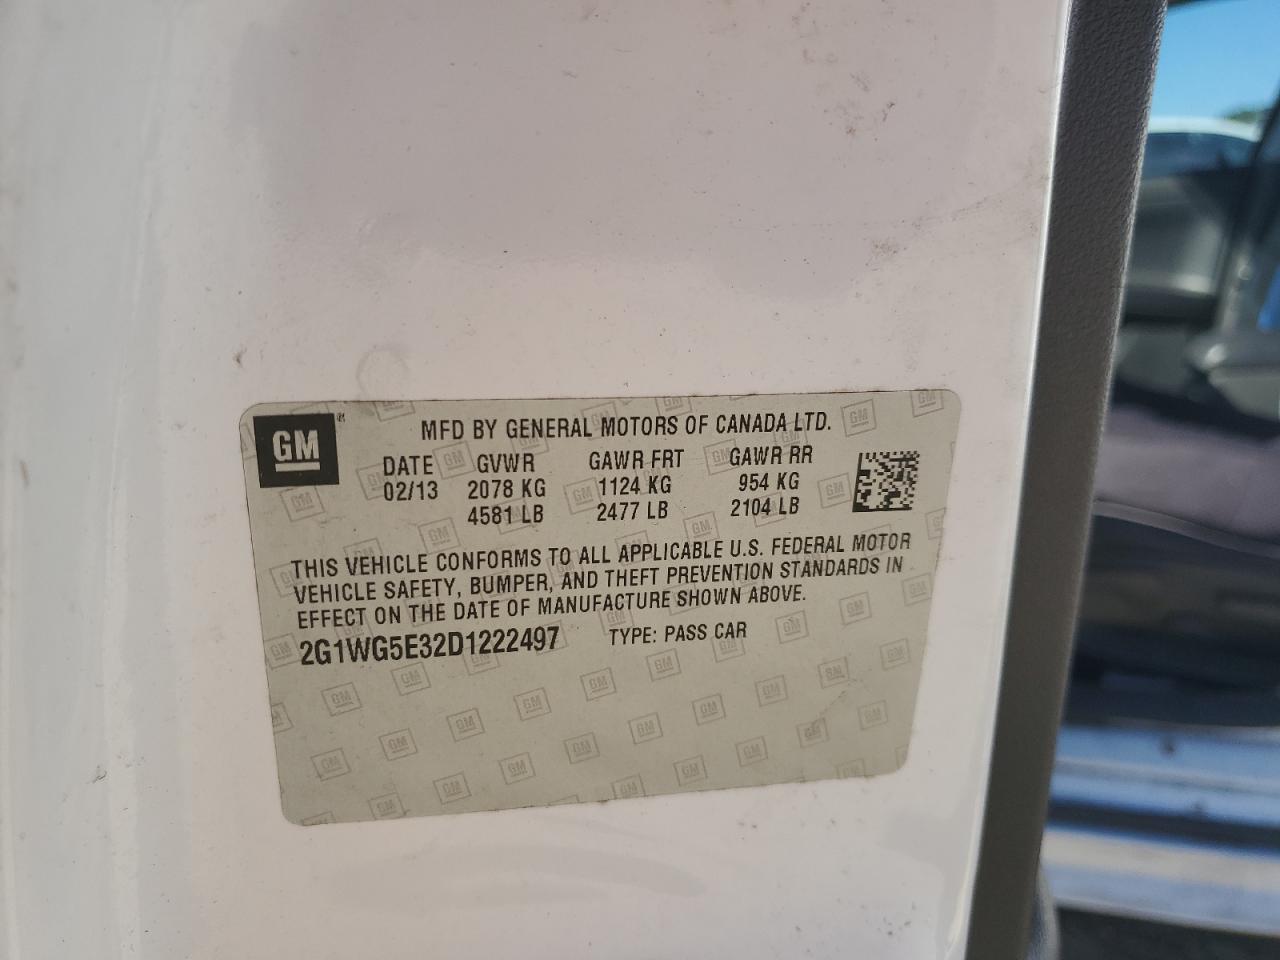 GM
MFD BY GENERAL MOTORS OF CANADA LTD.
DATE GVWR GAWR FRT GAWR RR
02/13 2078 KG 1124 KG 954 KG
4581 LB 2477 LB 2104 LB
THIS VEHICLE CONFORMS TO ALL APPLICABLE U.S. FEDERAL MOTOR
VEHICLE SAFETY, BUMPER, AND THEFT PREVENTION STANDARDS IN
EFFECT ON THE DATE OF MANUFACTURE SHOWN ABOVE.
2G1WG5E32D1222497 TYPE: PASS CAR